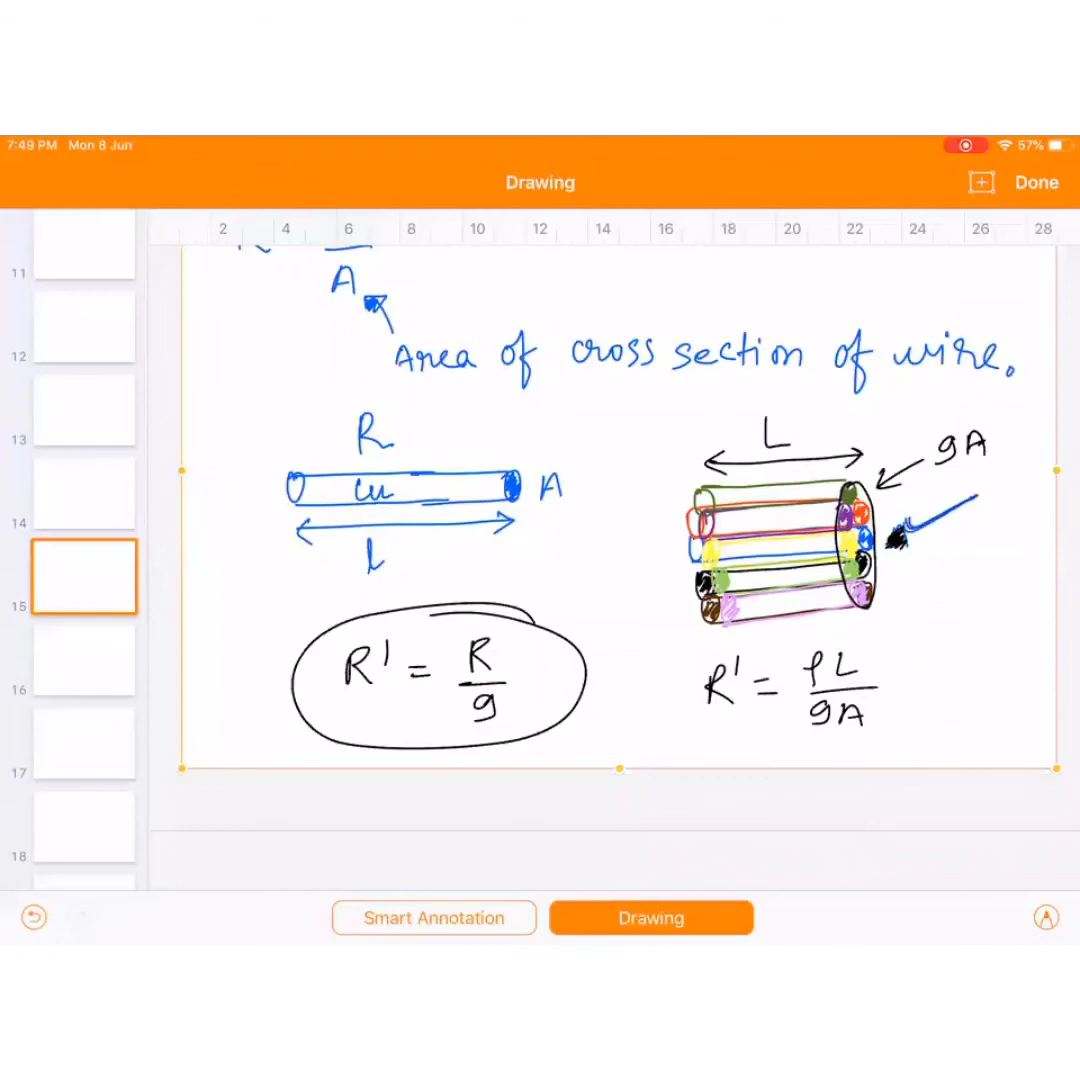 7:49 PM Mon 8 Jun
57%
Drawing
Done
2 4 6 8 10 12 14 16 18 20 22 24 26 28
11
12
13
14
15
16
17
18
A
Area of cross section of wire.
R
Cu
A
l
L
9A
R' = R/9
R' = ρL/9A
Smart Annotation
Drawing